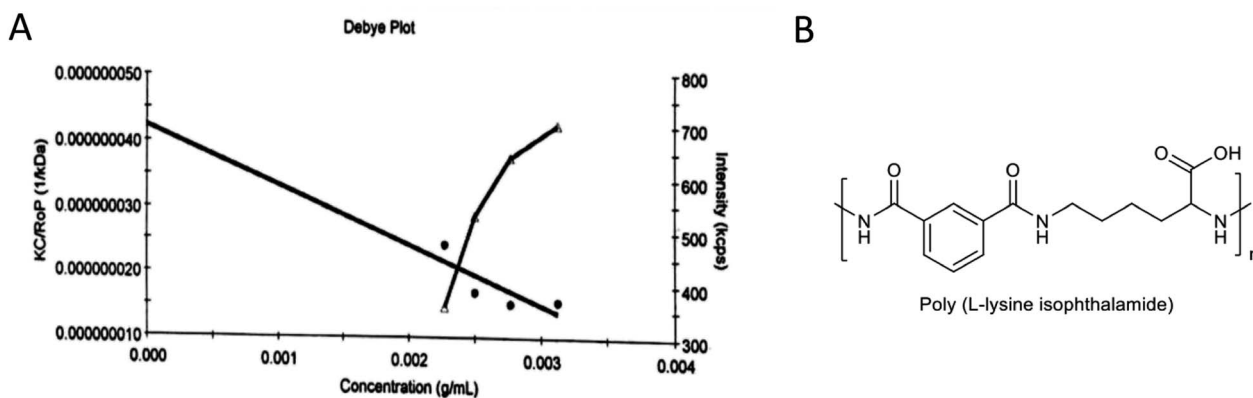 A
Debye Plot
KC/RoP (1/kDa)
0.000000050
0.000000040
0.000000030
0.000000020
0.000000010
0.000
0.001
0.002
0.003
0.004
Concentration (g/mL)
800
700
600
500
400
300
Intensity (kcps)
B
O
O
O
OH
N
H
N
H
N
H
n
Poly (L-lysine isophthalamide)